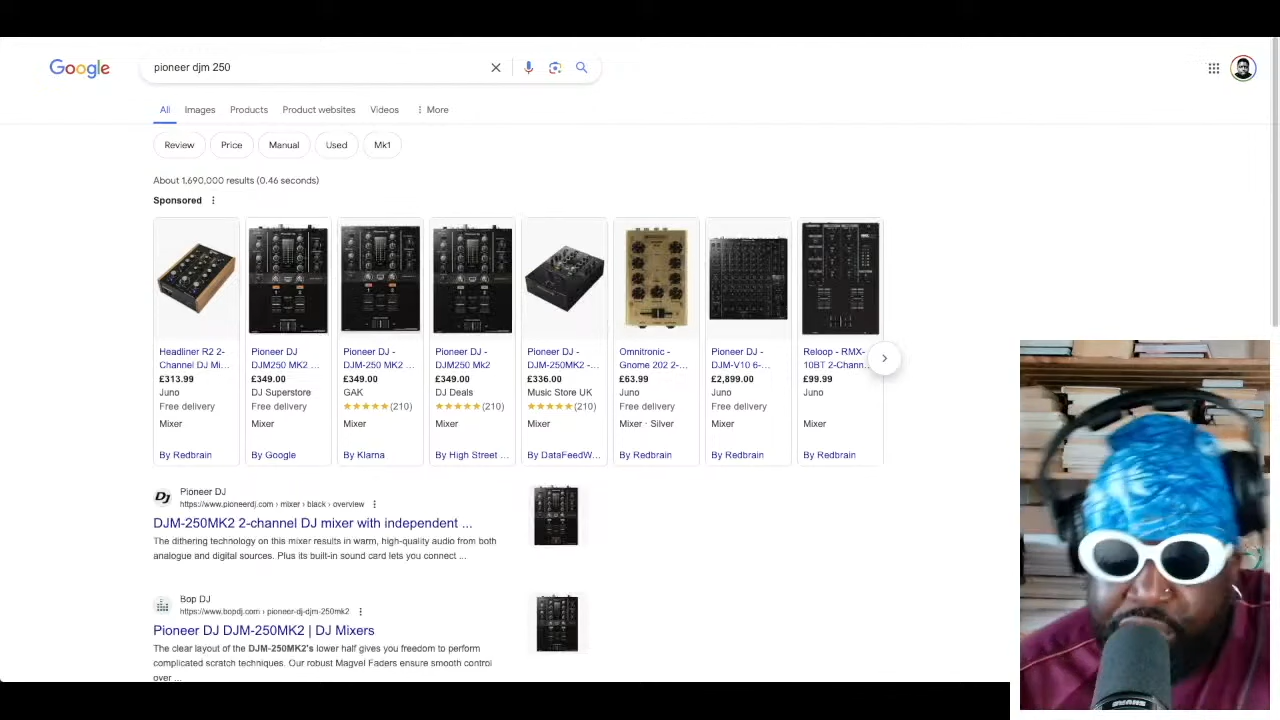 Google
pioneer djm 250
All Images Products Product websites Videos More
Review Price Manual Used Mk1
About 1,690,000 results (0.46 seconds)
Sponsored
Headliner R2 2-
Channel DJ Mi...
£313.99
Juno
Free delivery
Mixer
By Redbrain
Pioneer DJ
DJM250 MK2 ...
£349.00
DJ Superstore
Free delivery
Mixer
By Google
Pioneer DJ -
DJM-250 MK2 ...
£349.00
GAK
(210)
Mixer
By Klarna
Pioneer DJ -
DJM250 Mk2
£349.00
DJ Deals
(210)
Mixer
By High Street ...
Pioneer DJ -
DJM-250MK2 -...
£336.00
Music Store UK
(210)
Mixer
By DataFeedW...
Omnitronic -
Gnome 202 2-...
£63.99
Juno
Free delivery
Mixer · Silver
By Redbrain
Pioneer DJ -
DJM-V10 6-...
£2,899.00
Juno
Free delivery
Mixer
By Redbrain
Reloop - RMX-
10BT 2-Chann...
£99.99
Juno
Mixer
By Redbrain
DJ
Pioneer DJ
https://www.pioneerdj.com › mixer › black › overview
DJM-250MK2 2-channel DJ mixer with independent ...
The dithering technology on this mixer results in warm, high-quality audio from both
analogue and digital sources. Plus its built-in sound card lets you connect ...
Bop DJ
https://www.bopdj.com › pioneer-dj-djm-250mk2
Pioneer DJ DJM-250MK2 | DJ Mixers
The clear layout of the DJM-250MK2's lower half gives you freedom to perform
complicated scratch techniques. Our robust Magvel Faders ensure smooth control
over ...
SHURE